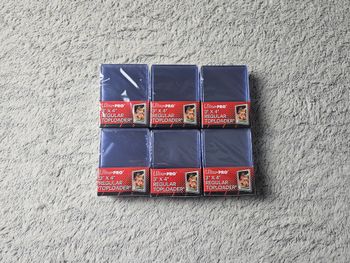 Ultra•PRO
3" X 4"
REGULAR
TOPLOADER
Ultra•PRO
3" X 4"
REGULAR
TOPLOADER
Ultra•PRO
3" X 4"
REGULAR
TOPLOADER
Ultra•PRO
3" X 4"
REGULAR
TOPLOADER
Ultra•PRO
3" X 4"
REGULAR
TOPLOADER
Ultra•PRO
3" X 4"
REGULAR
TOPLOADER